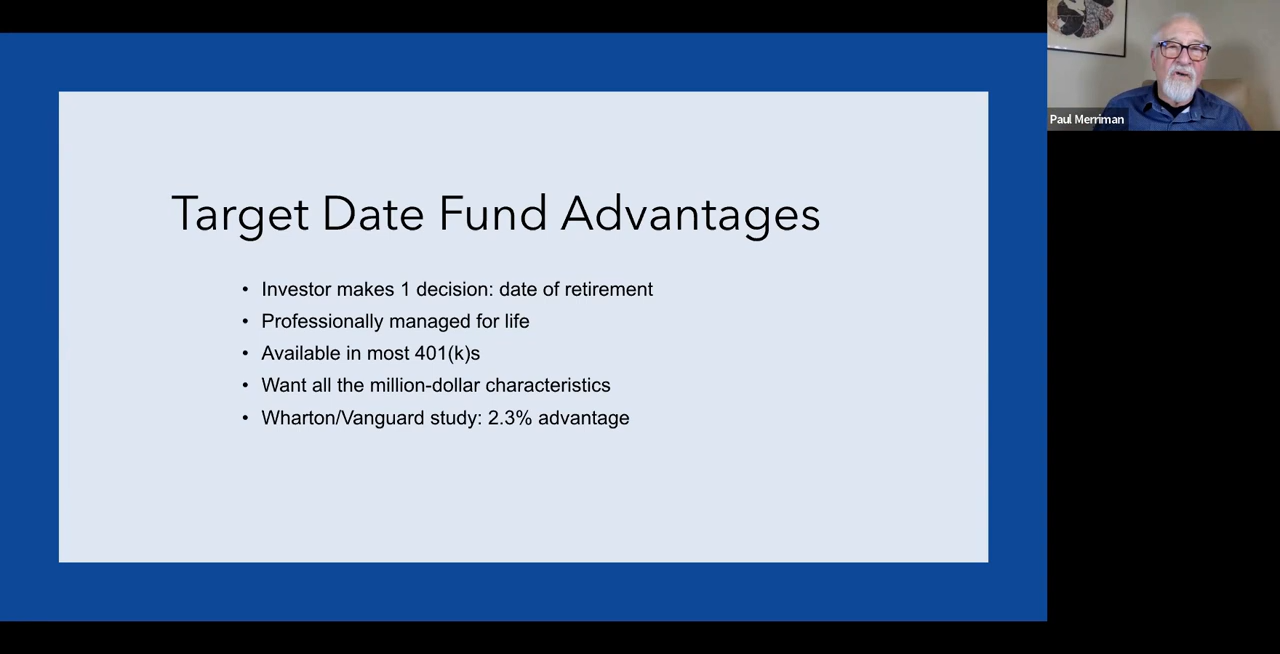 Target Date Fund Advantages
• Investor makes 1 decision: date of retirement
• Professionally managed for life
• Available in most 401(k)s
• Want all the million-dollar characteristics
• Wharton/Vanguard study: 2.3% advantage
Paul Merriman